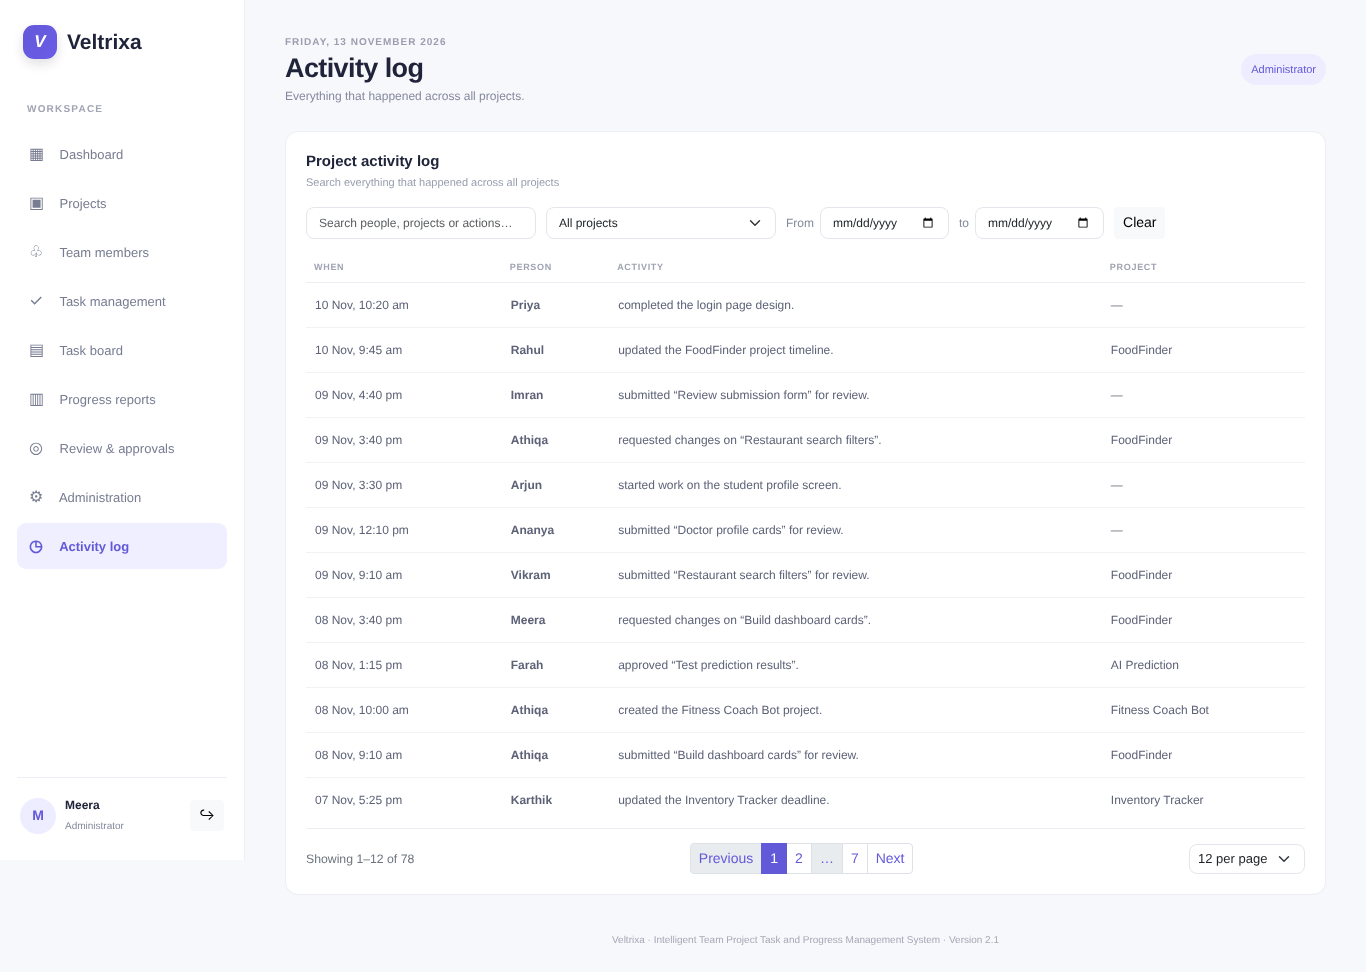 V Veltrixa
WORKSPACE
Dashboard
Projects
Team members
Task management
Task board
Progress reports
Review & approvals
Administration
Activity log
M
Meera
Administrator
FRIDAY, 13 NOVEMBER 2026
Activity log
Everything that happened across all projects.
Administrator
Project activity log
Search everything that happened across all projects
Search people, projects or actions… All projects From mm/dd/yyyy to mm/dd/yyyy Clear
WHEN PERSON ACTIVITY PROJECT
10 Nov, 10:20 am Priya completed the login page design. —
10 Nov, 9:45 am Rahul updated the FoodFinder project timeline. FoodFinder
09 Nov, 4:40 pm Imran submitted “Review submission form” for review. —
09 Nov, 3:40 pm Athiqa requested changes on “Restaurant search filters”. FoodFinder
09 Nov, 3:30 pm Arjun started work on the student profile screen. —
09 Nov, 12:10 pm Ananya submitted “Doctor profile cards” for review. —
09 Nov, 9:10 am Vikram submitted “Restaurant search filters” for review. FoodFinder
08 Nov, 3:40 pm Meera requested changes on “Build dashboard cards”. FoodFinder
08 Nov, 1:15 pm Farah approved “Test prediction results”. AI Prediction
08 Nov, 10:00 am Athiqa created the Fitness Coach Bot project. Fitness Coach Bot
08 Nov, 9:10 am Athiqa submitted “Build dashboard cards” for review. FoodFinder
07 Nov, 5:25 pm Karthik updated the Inventory Tracker deadline. Inventory Tracker
Showing 1–12 of 78 Previous 1 2 … 7 Next 12 per page
Veltrixa · Intelligent Team Project Task and Progress Management System · Version 2.1